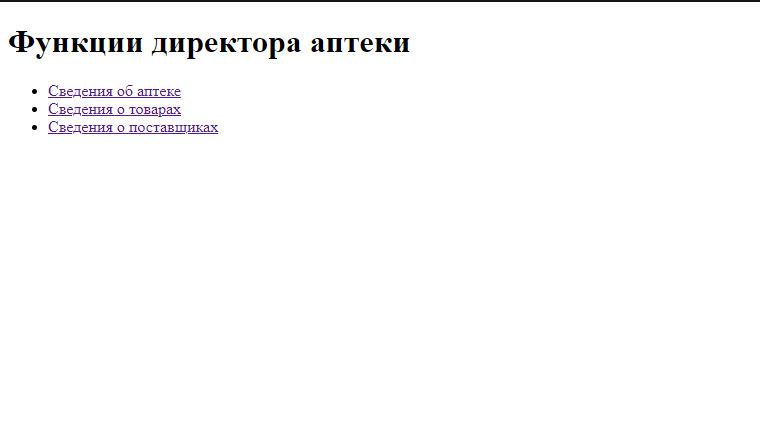 Функции директора аптеки
Сведения об аптеке
Сведения о товарах
Сведения о поставщиках